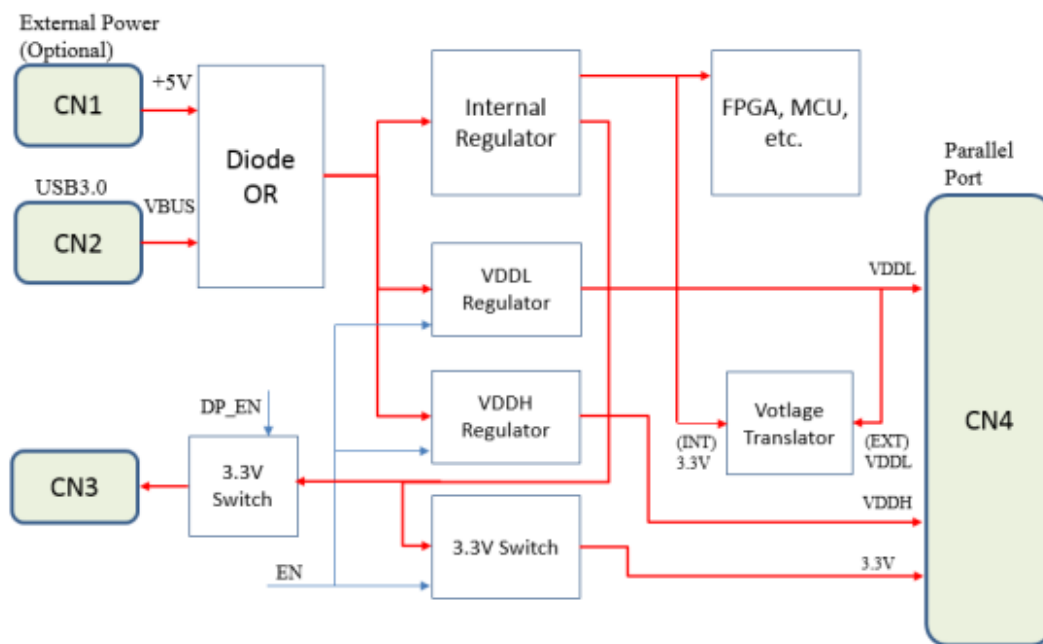 External Power
(Optional)
CN1
+5V
USB3.0
CN2
VBUS
Diode
OR
Internal
Regulator
FPGA, MCU,
etc.
Parallel
Port
VDDL
Regulator
VDDL
VDDH
Regulator
Votlage
Translator
(INT)
3.3V
(EXT)
VDDL
CN4
DP_EN
3.3V
Switch
CN3
VDDH
3.3V Switch
3.3V
EN